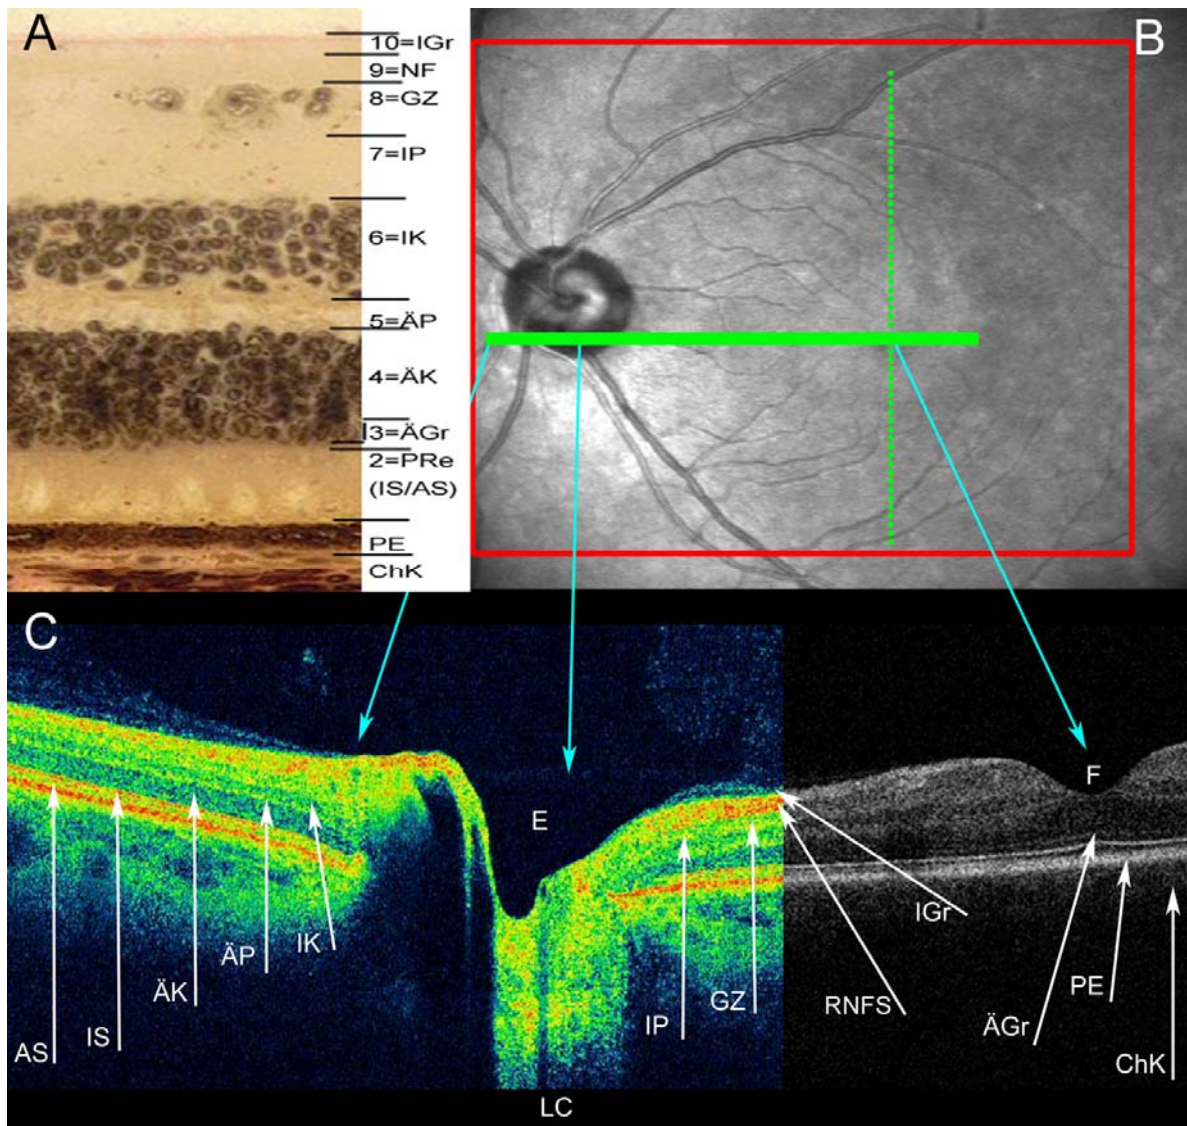 A
10=IGr
9=NF
8=GZ
7=IP
6=IK
5=ÄP
4=ÄK
3=ÄGr
2=PRe
(IS/AS)
PE
ChK
B
C
E
F
AS
IS
ÄK
ÄP
IK
IP
GZ
RNFS
IGr
ÄGr
PE
ChK
LC